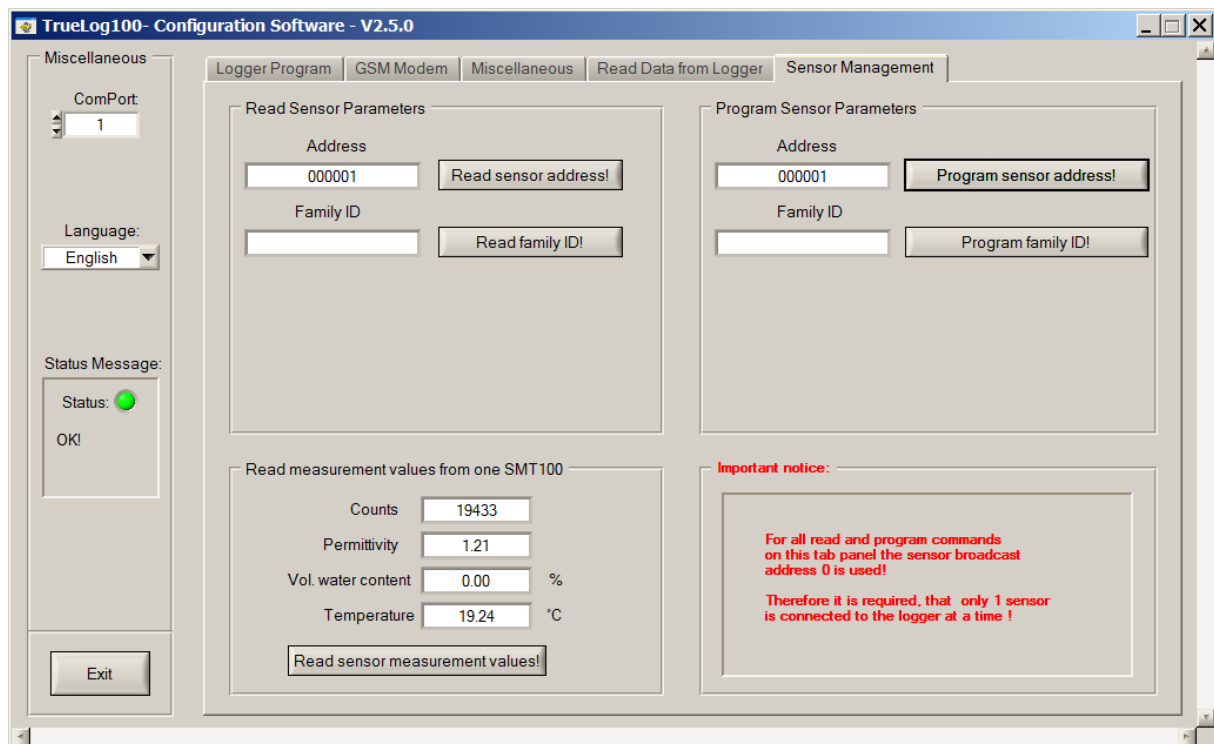 TrueLog100- Configuration Software - V2.5.0
Miscellaneous
ComPort:
1
Language:
English
Status Message:
Status:
OK!
Exit
Logger Program
GSM Modem
Miscellaneous
Read Data from Logger
Sensor Management
Read Sensor Parameters
Address
000001
Read sensor address!
Family ID
Read family ID!
Program Sensor Parameters
Address
000001
Program sensor address!
Family ID
Program family ID!
Read measurement values from one SMT100
Counts 19433
Permittivity 1.21
Vol. water content 0.00 %
Temperature 19.24 °C
Read sensor measurement values!
Important notice:
For all read and program commands
on this tab panel the sensor broadcast
address 0 is used!
Therefore it is required, that only 1 sensor
is connected to the logger at a time !